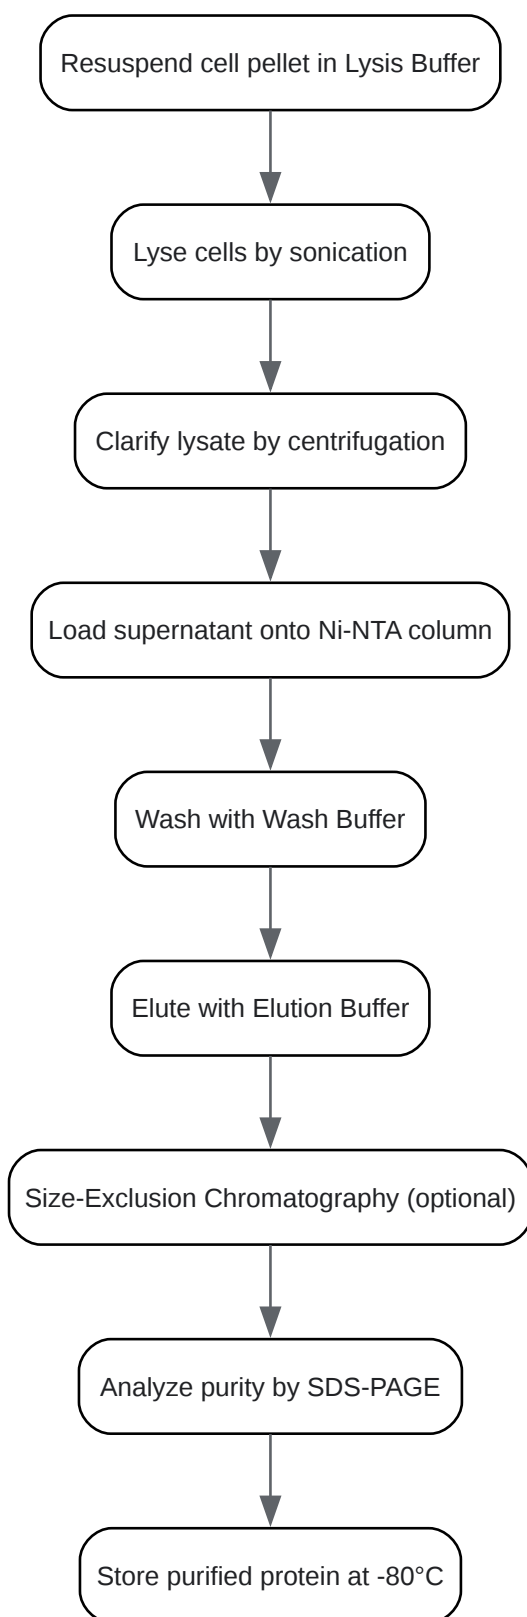 Resuspend cell pellet in Lysis Buffer
Lyse cells by sonication
Clarify lysate by centrifugation
Load supernatant onto Ni-NTA column
Wash with Wash Buffer
Elute with Elution Buffer
Size-Exclusion Chromatography (optional)
Analyze purity by SDS-PAGE
Store purified protein at -80°C